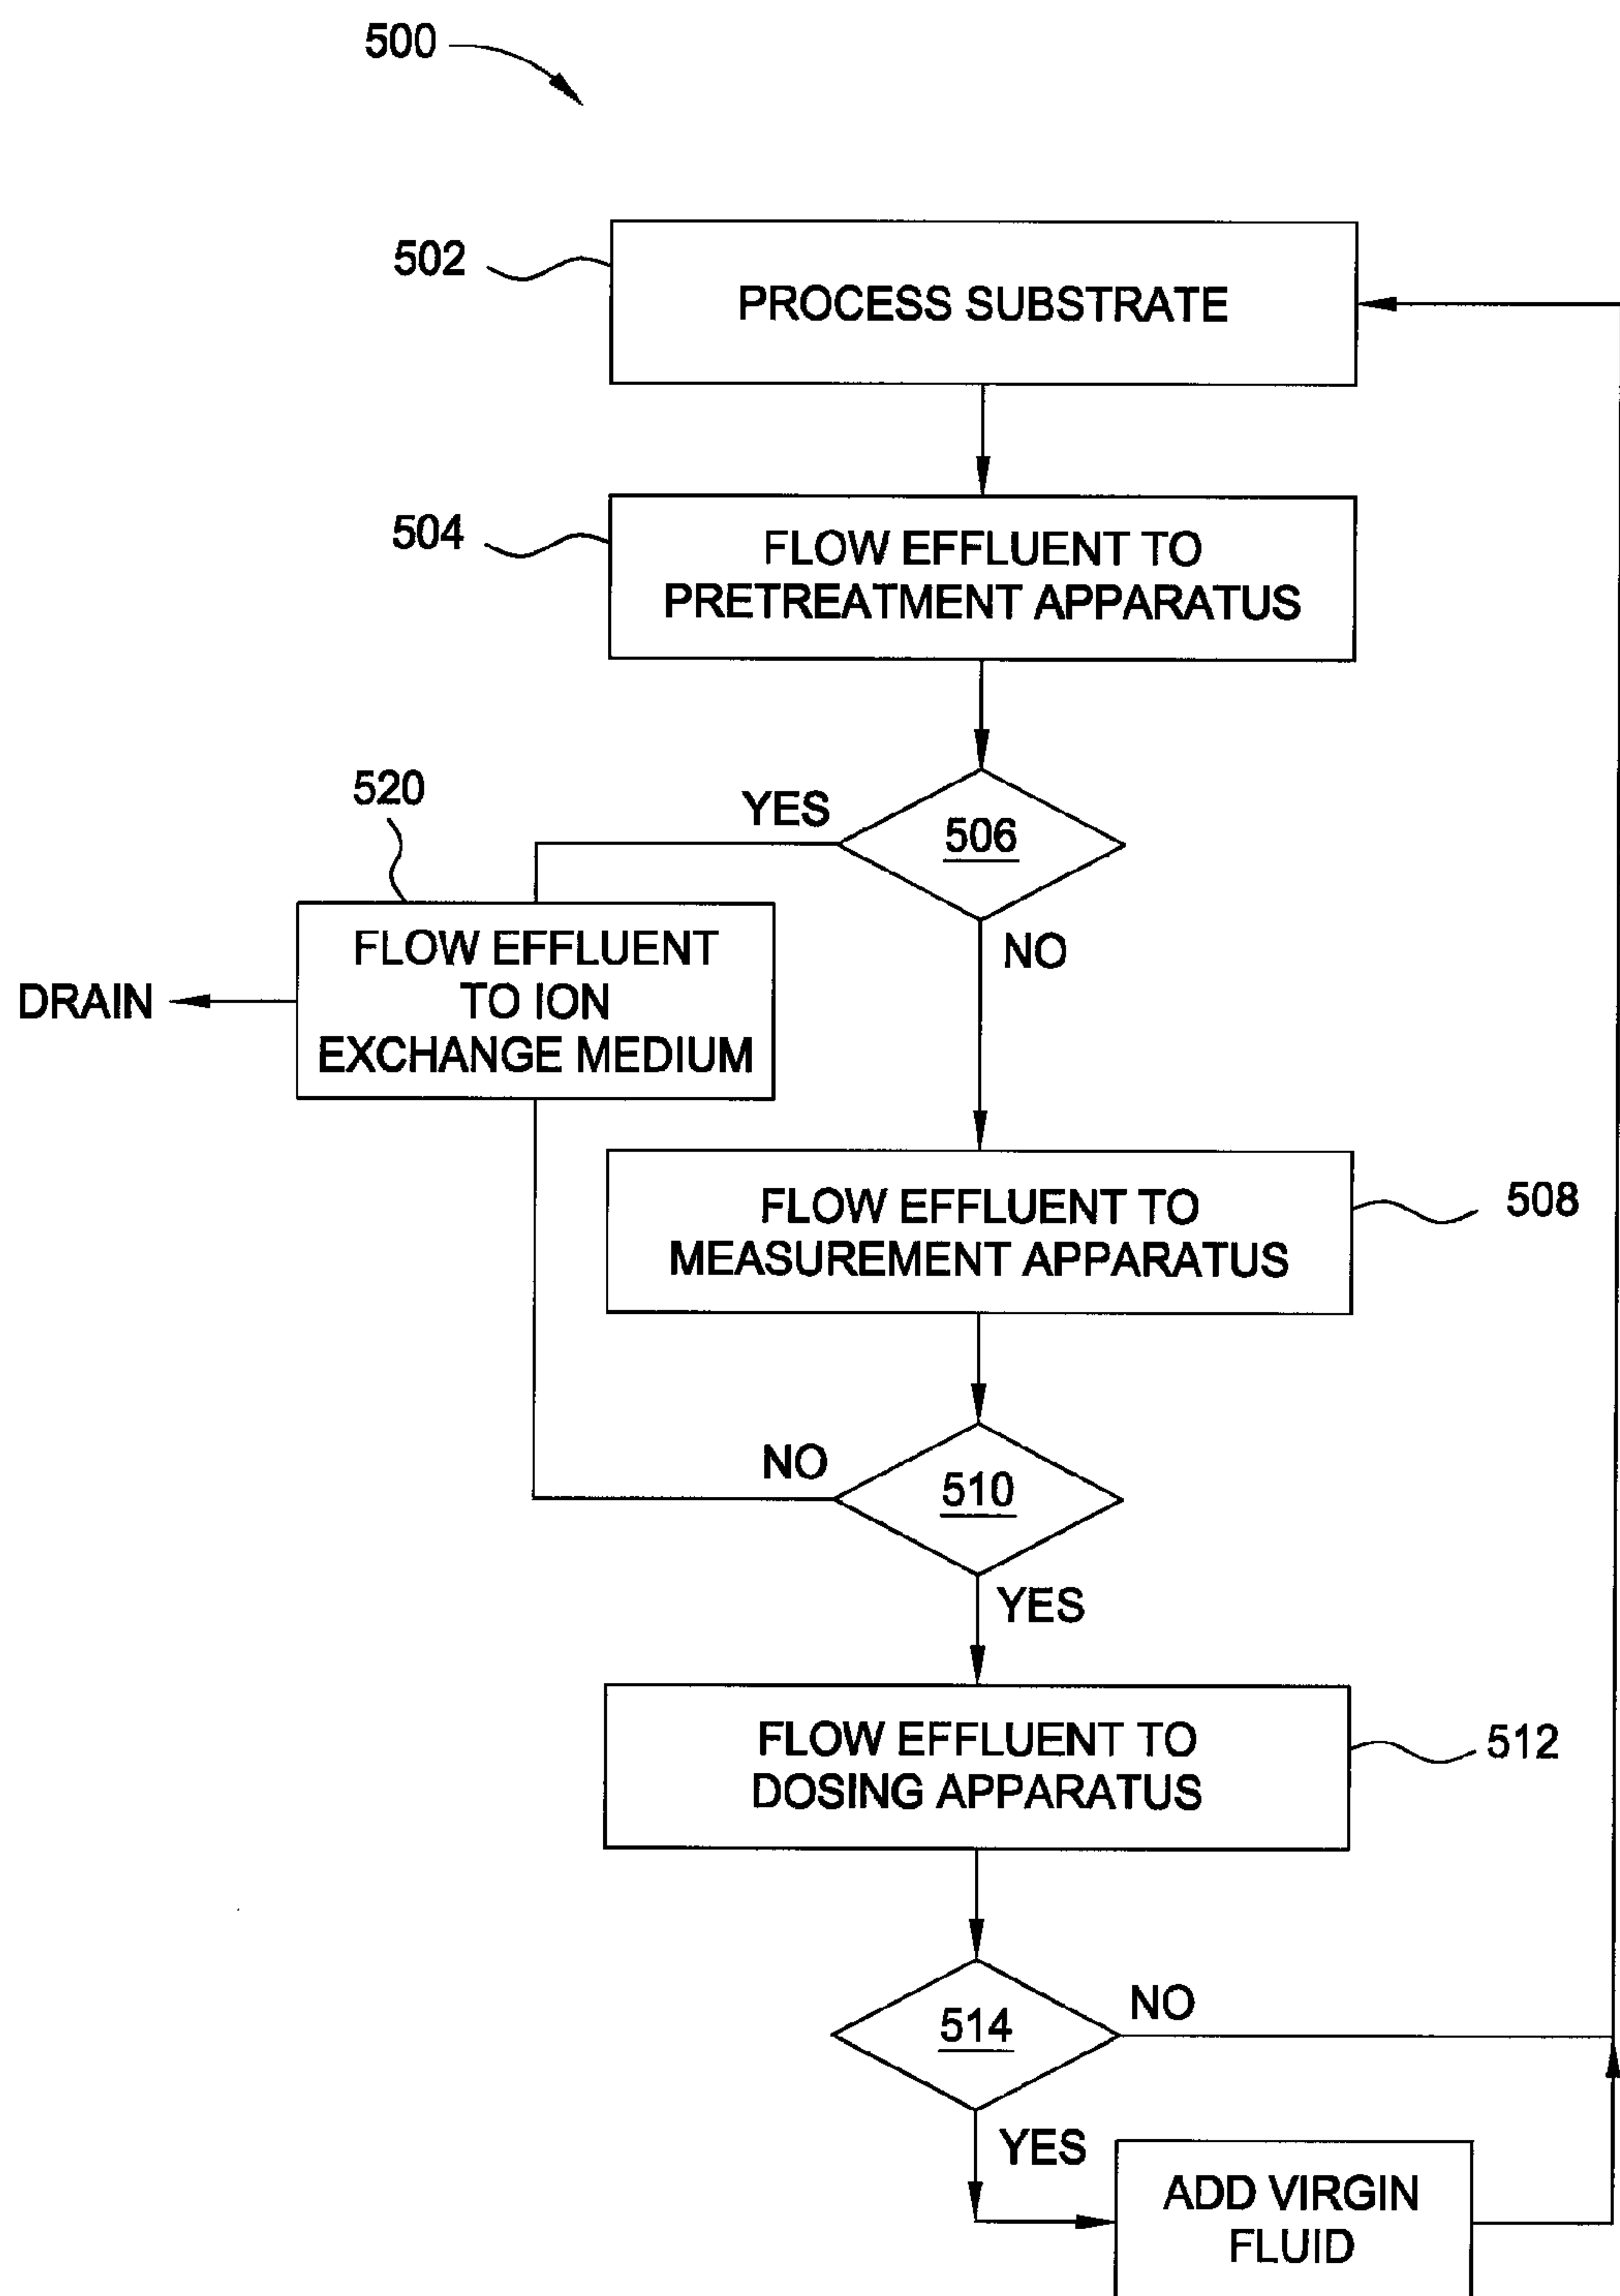 500
502
PROCESS SUBSTRATE
504
FLOW EFFLUENT TO
PRETREATMENT APPARATUS
520
YES
506
NO
FLOW EFFLUENT
TO ION
EXCHANGE MEDIUM
DRAIN
FLOW EFFLUENT TO
MEASUREMENT APPARATUS
508
NO
510
YES
FLOW EFFLUENT TO
DOSING APPARATUS
512
514
NO
YES
ADD VIRGIN
FLUID